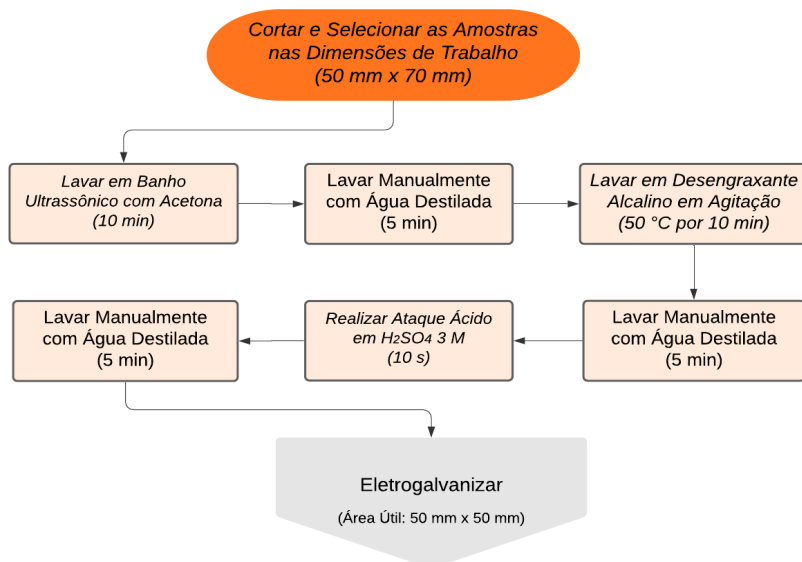 Cortar e Selecionar as Amostras
nas Dimensões de Trabalho
(50 mm x 70 mm)
Lavar em Banho
Ultrassônico com Acetona
(10 min)
Lavar Manualmente
com Água Destilada
(5 min)
Lavar em Desengraxante
Alcalino em Agitação
(50 °C por 10 min)
Lavar Manualmente
com Água Destilada
(5 min)
Realizar Ataque Ácido
em H₂SO₄ 3 M
(10 s)
Lavar Manualmente
com Água Destilada
(5 min)
Eletrogalvanizar
(Área Útil: 50 mm x 50 mm)